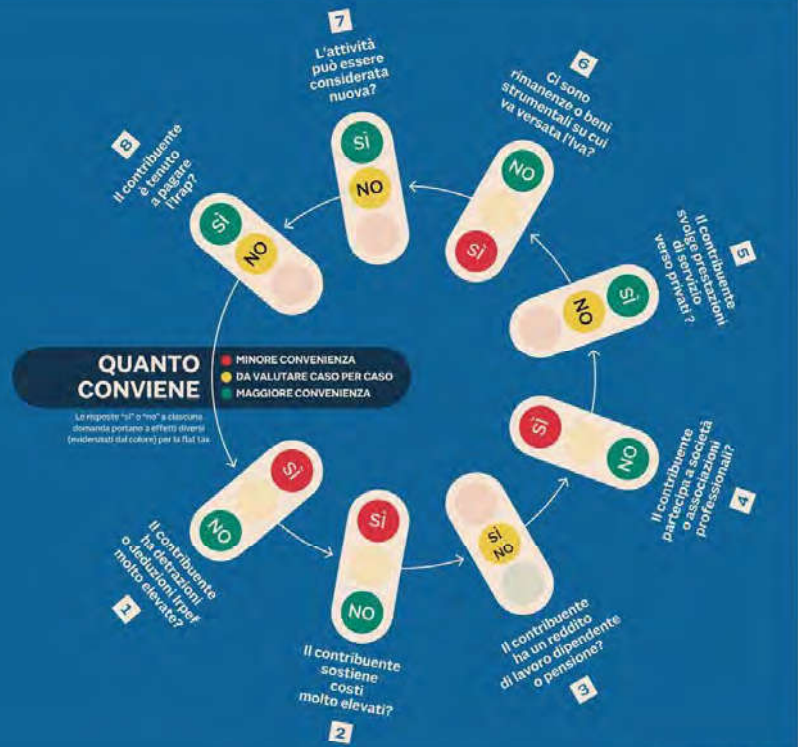 QUANTO
CONVIENE
MINORE CONVENIENZA
DA VALUTARE CASO PER CASO
MAGGIORE CONVENIENZA
Le risposte "sì" o "no" a ciascuna
domanda portano a effetti diversi
(evidenziati dal colore) per la flat tax
SÌ
NO
Il contribuente
ha detrazioni
o deduzioni Irpef
molto elevate?
1
SÌ
NO
Il contribuente
sostiene
costi
molto elevati?
2
SÌ
NO
Il contribuente
ha un reddito
di lavoro dipendente
o pensione?
3
SÌ
NO
Il contribuente
partecipa a società
o associazioni
professionali?
4
5
Il contribuente
svolge prestazioni
di servizio
verso privati ?
SÌ
NO
6
Ci sono
rimanenze o beni
strumentali su cui
va versata l'Iva?
NO
SÌ
7
L'attività
può essere
considerata
nuova?
SÌ
NO
8
Il contribuente
è tenuto
a pagare
l'Irap?
SÌ
NO